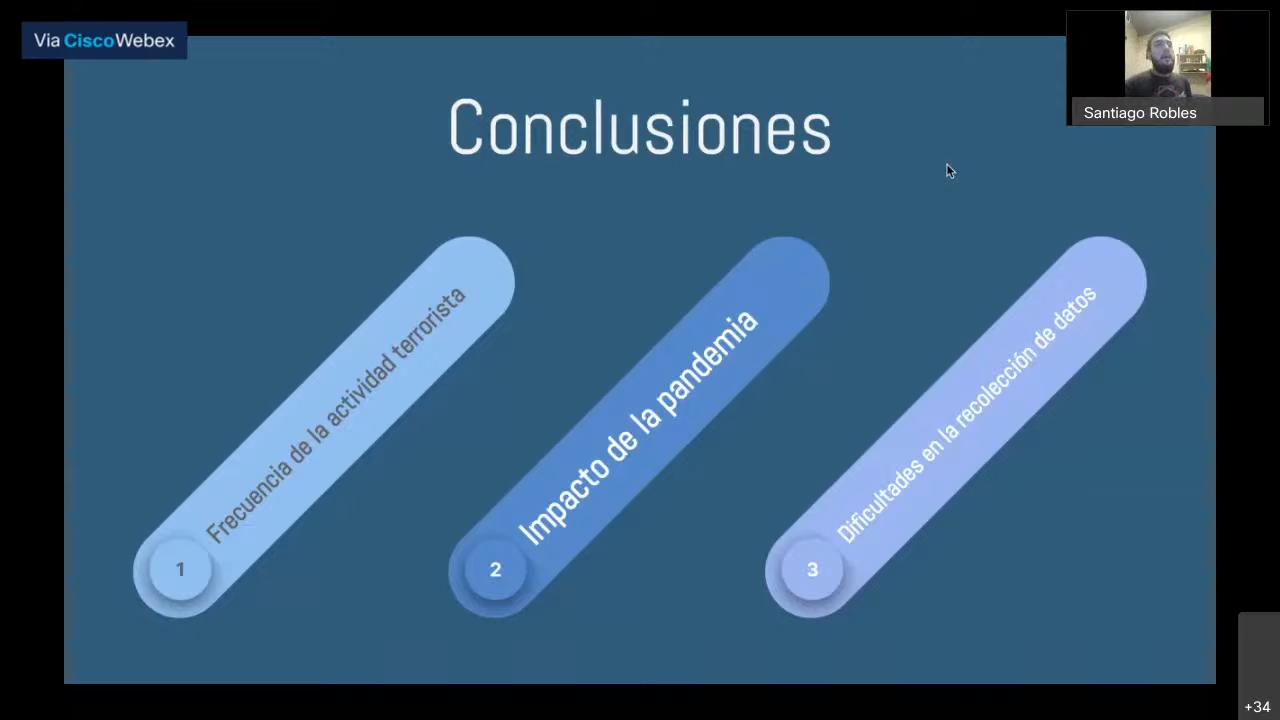 Via CiscoWebex
Santiago Robles
Conclusiones
Frecuencia de la actividad terrorista
Impacto de la pandemia
Dificultades en la recolección de datos
1
2
3
+34